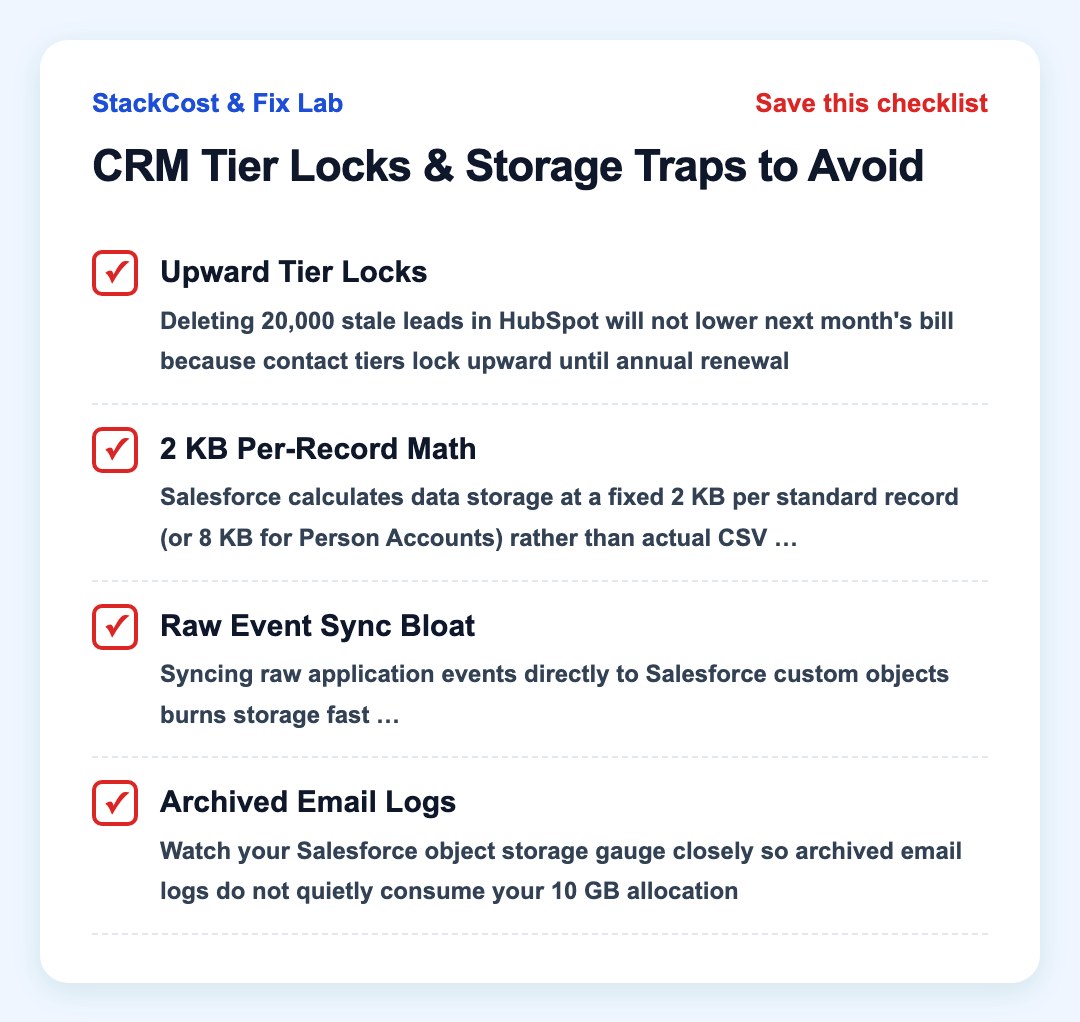 StackCost & Fix Lab
Save this checklist
CRM Tier Locks & Storage Traps to Avoid
Upward Tier Locks
Deleting 20,000 stale leads in HubSpot will not lower next month's bill
because contact tiers lock upward until annual renewal
2 KB Per-Record Math
Salesforce calculates data storage at a fixed 2 KB per standard record
(or 8 KB for Person Accounts) rather than actual CSV …
Raw Event Sync Bloat
Syncing raw application events directly to Salesforce custom objects
burns storage fast …
Archived Email Logs
Watch your Salesforce object storage gauge closely so archived email
logs do not quietly consume your 10 GB allocation